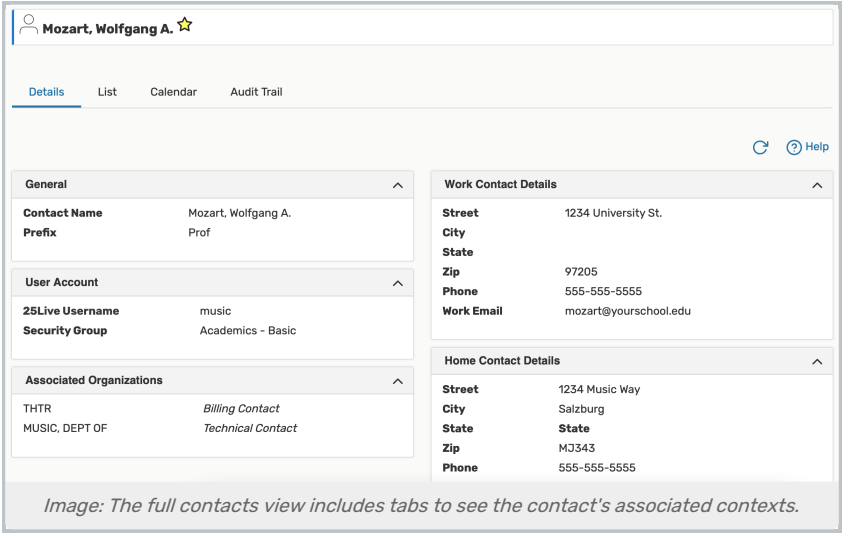 Mozart, Wolfgang A.
Details List Calendar Audit Trail
Help
General
Contact Name Mozart, Wolfgang A.
Prefix Prof
User Account
25Live Username music
Security Group Academics - Basic
Associated Organizations
THTR Billing Contact
MUSIC, DEPT OF Technical Contact
Work Contact Details
Street 1234 University St.
City
State
Zip 97205
Phone 555-555-5555
Work Email mozart@yourschool.edu
Home Contact Details
Street 1234 Music Way
City Salzburg
State State
Zip MJ343
Phone 555-555-5555
Image: The full contacts view includes tabs to see the contact's associated contexts.